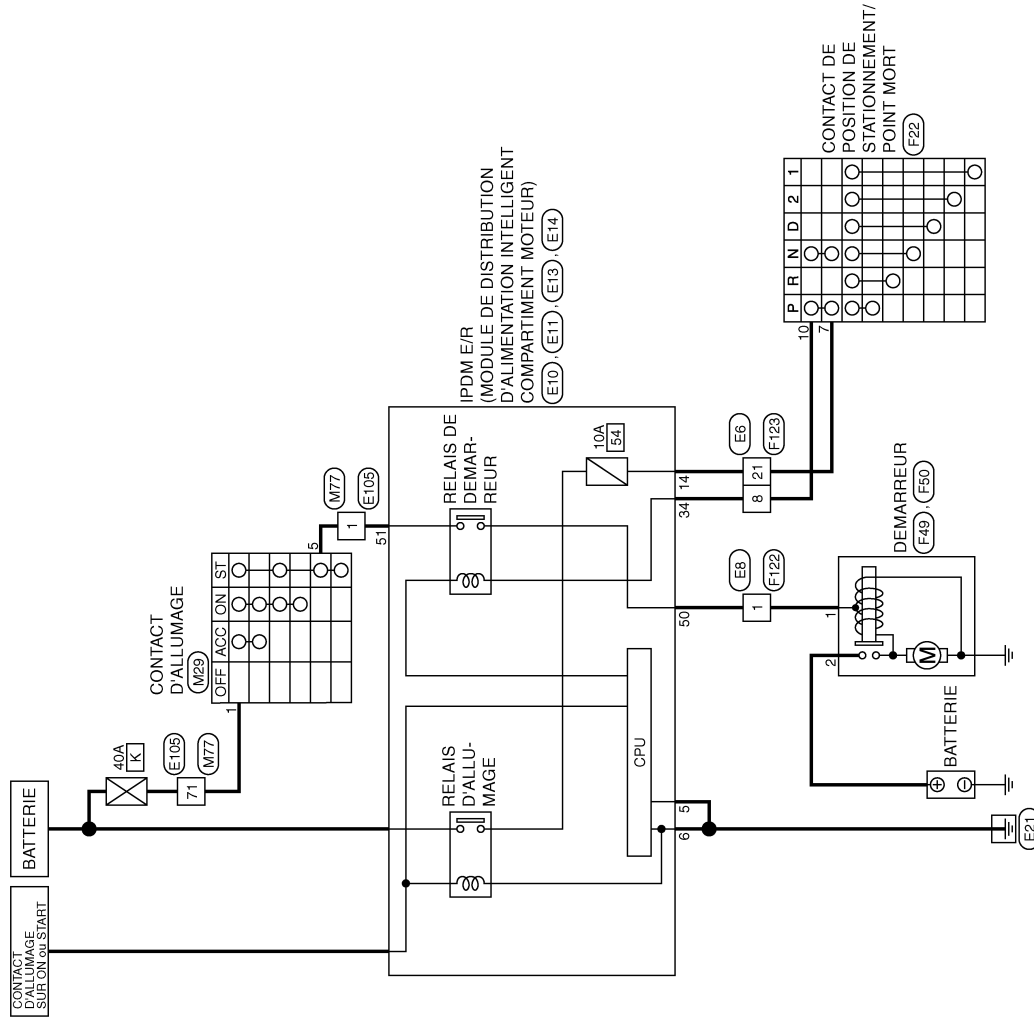 CONTACT
D'ALLUMAGE
SUR ON ou START
BATTERIE
40A
K
71
E105
M77
1
CONTACT
D'ALLUMAGE
M29
OFF ACC ON ST
5
1
M77
E105
51
IPDM E/R
(MODULE DE DISTRIBUTION
D'ALIMENTATION INTELLIGENT
COMPARTIMENT MOTEUR)
E10 , E11 , E13 , E14
RELAIS
D'ALLU-
MAGE
RELAIS DE
DEMAR-
REUR
10A
54
CPU
6
5
50
34
14
E21
1
E8
F122
8
21
E6
F123
10
7
P R N D 2 1
CONTACT DE
POSITION DE
STATIONNEMENT/
POINT MORT
F22
BATTERIE
2
1
M
DEMARREUR
F49 , F50